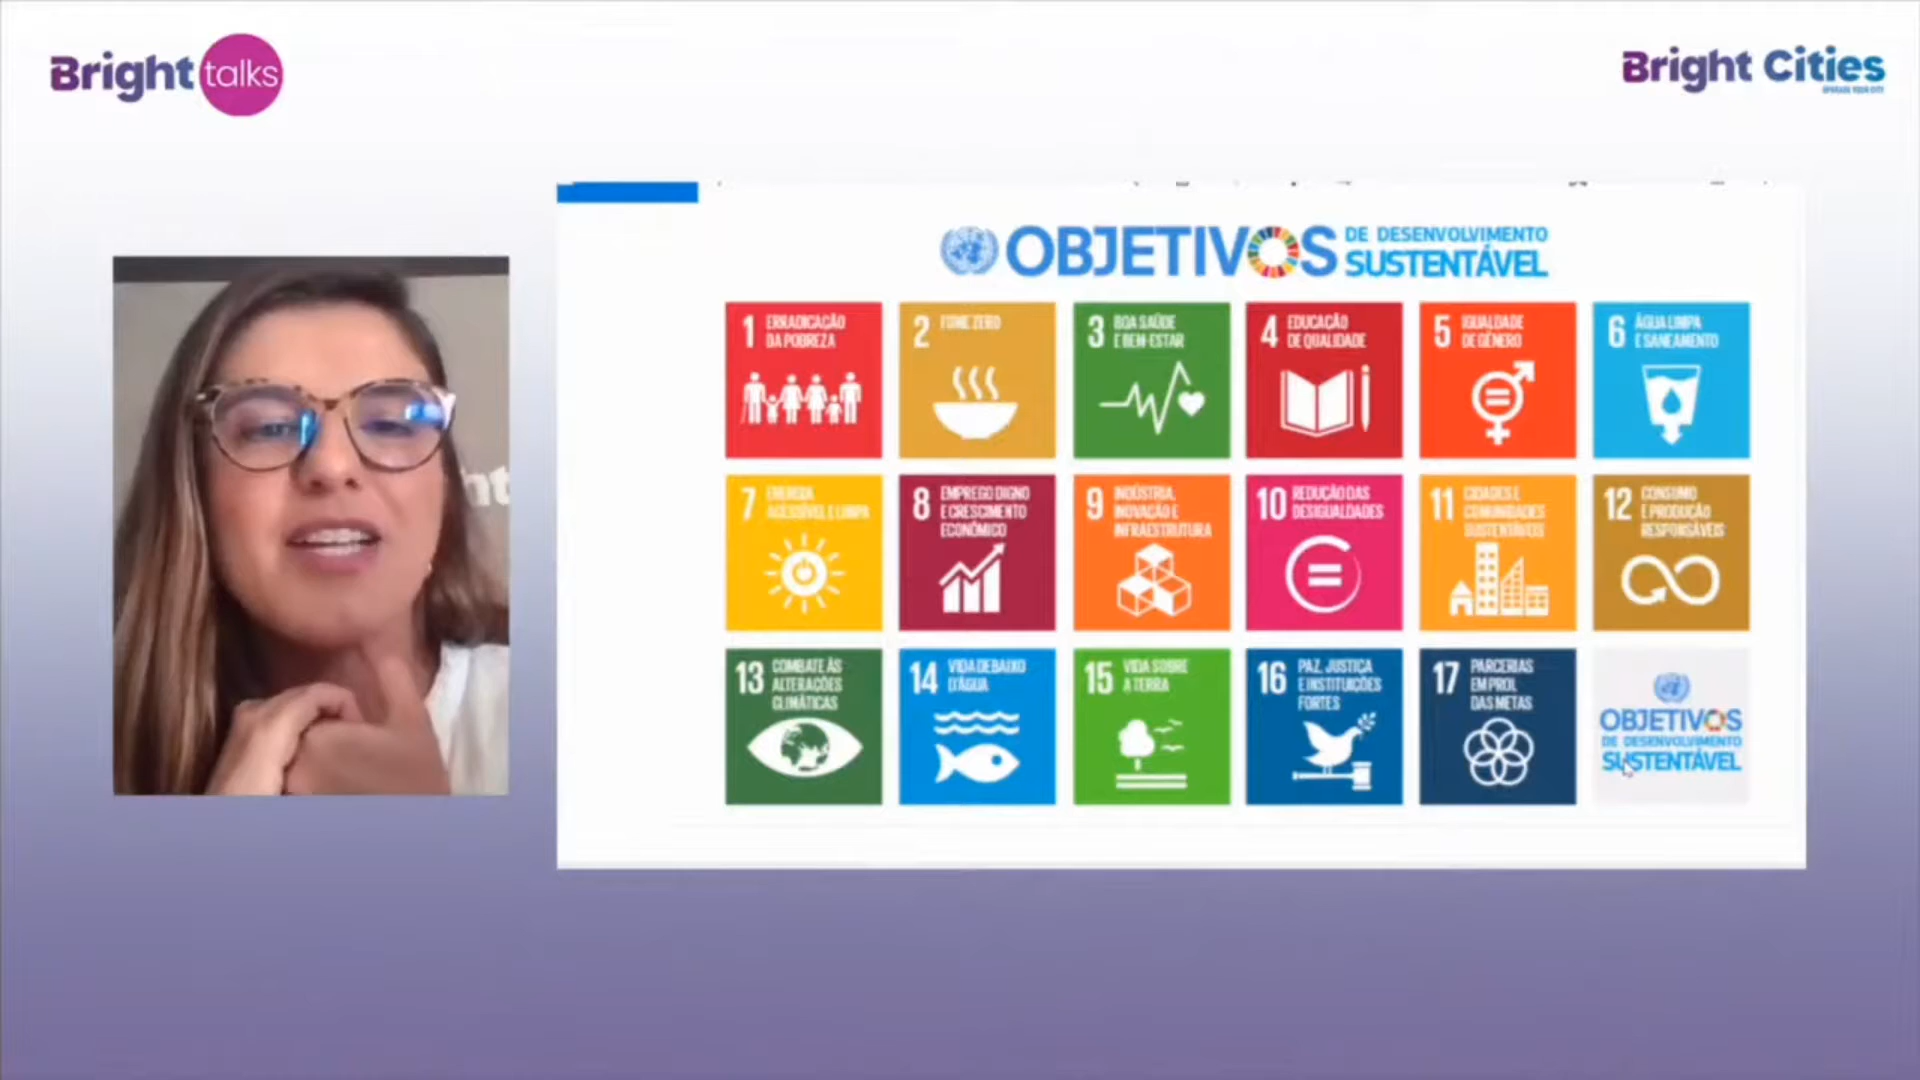 Bright talks
Bright Cities
UPGRADE YOUR CITY
ht
OBJETIVOS
DE DESENVOLVIMENTO
SUSTENTÁVEL
1 ERRADICAÇÃO
DA POBREZA
2 FOME ZERO
3 BOA SAÚDE
E BEM-ESTAR
4 EDUCAÇÃO
DE QUALIDADE
5 IGUALDADE
DE GÊNERO
6 ÁGUA LIMPA
E SANEAMENTO
7 ENERGIA
ACESSÍVEL E LIMPA
8 EMPREGO DIGNO
E CRESCIMENTO
ECONÔMICO
9 INDÚSTRIA,
INOVAÇÃO E
INFRAESTRUTURA
10 REDUÇÃO DAS
DESIGUALDADES
11 CIDADES E
COMUNIDADES
SUSTENTÁVEIS
12 CONSUMO
E PRODUÇÃO
RESPONSÁVEIS
13 COMBATE ÀS
ALTERAÇÕES
CLIMÁTICAS
14 VIDA DEBAIXO
D'ÁGUA
15 VIDA SOBRE
A TERRA
16 PAZ, JUSTIÇA
E INSTITUIÇÕES
FORTES
17 PARCERIAS
EM PROL
DAS METAS
OBJETIVOS
DE DESENVOLVIMENTO
SUSTENTÁVEL